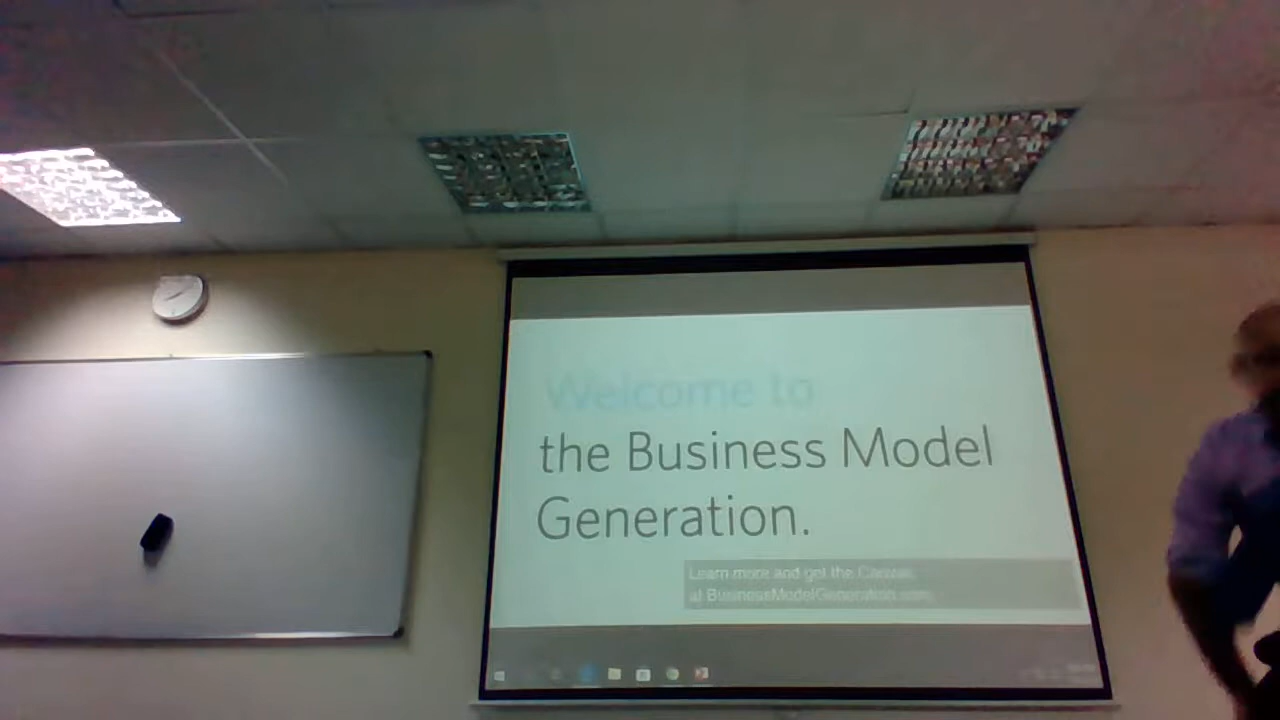 Welcome to
the Business Model
Generation.
Learn more and get the Canvas
at BusinessModelGeneration.com